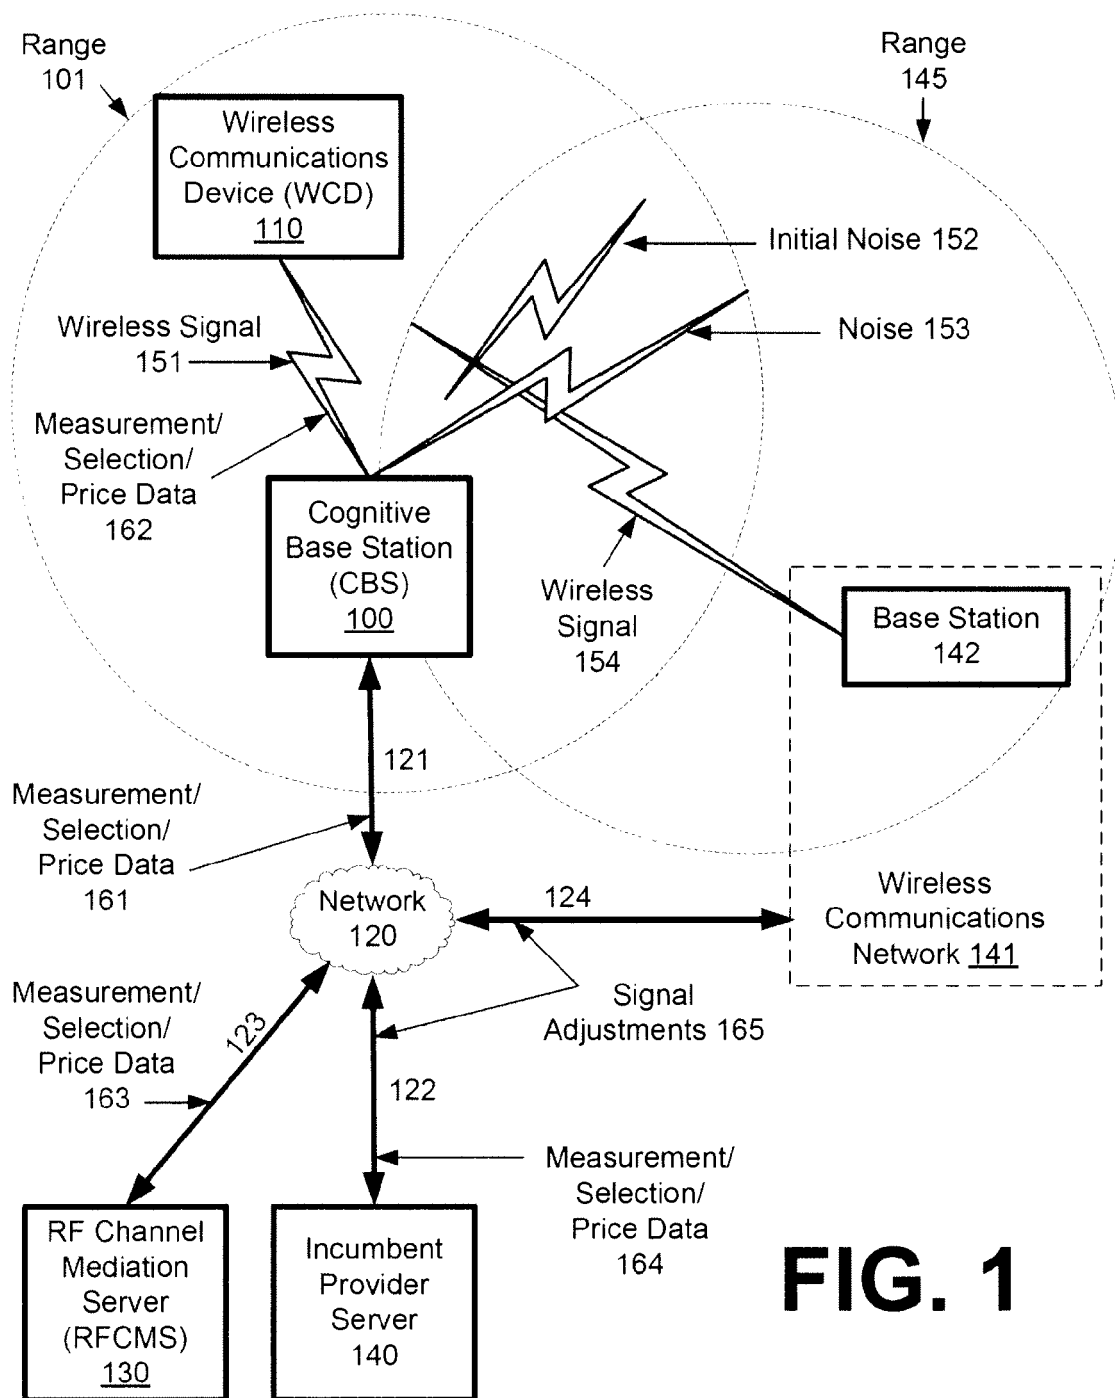 Range
101
Range
145
Wireless
Communications
Device (WCD)
110
Initial Noise 152
Noise 153
Wireless Signal
151
Measurement/
Selection/
Price Data
162
Cognitive
Base Station
(CBS)
100
Wireless
Signal
154
Base Station
142
121
Measurement/
Selection/
Price Data
161
Network
120
124
Wireless
Communications
Network 141
Measurement/
Selection/
Price Data
163
123
Signal
Adjustments 165
122
Measurement/
Selection/
Price Data
164
RF Channel
Mediation
Server
(RFCMS)
130
Incumbent
Provider
Server
140
FIG. 1